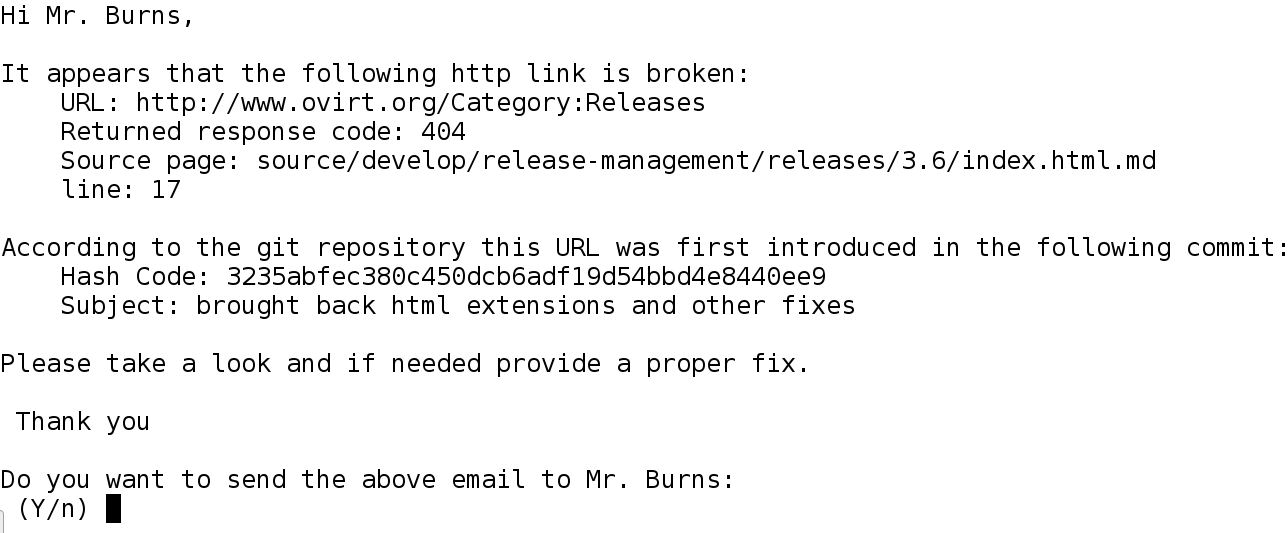 Hi Mr. Burns,
It appears that the following http link is broken:
URL: http://www.ovirt.org/Category:Releases
Returned response code: 404
Source page: source/develop/release-management/releases/3.6/index.html.md
line: 17
According to the git repository this URL was first introduced in the following commit:
Hash Code: 3235abfec380c450dcb6adf19d54bbd4e8440ee9
Subject: brought back html extensions and other fixes
Please take a look and if needed provide a proper fix.
Thank you
Do you want to send the above email to Mr. Burns:
(Y/n)